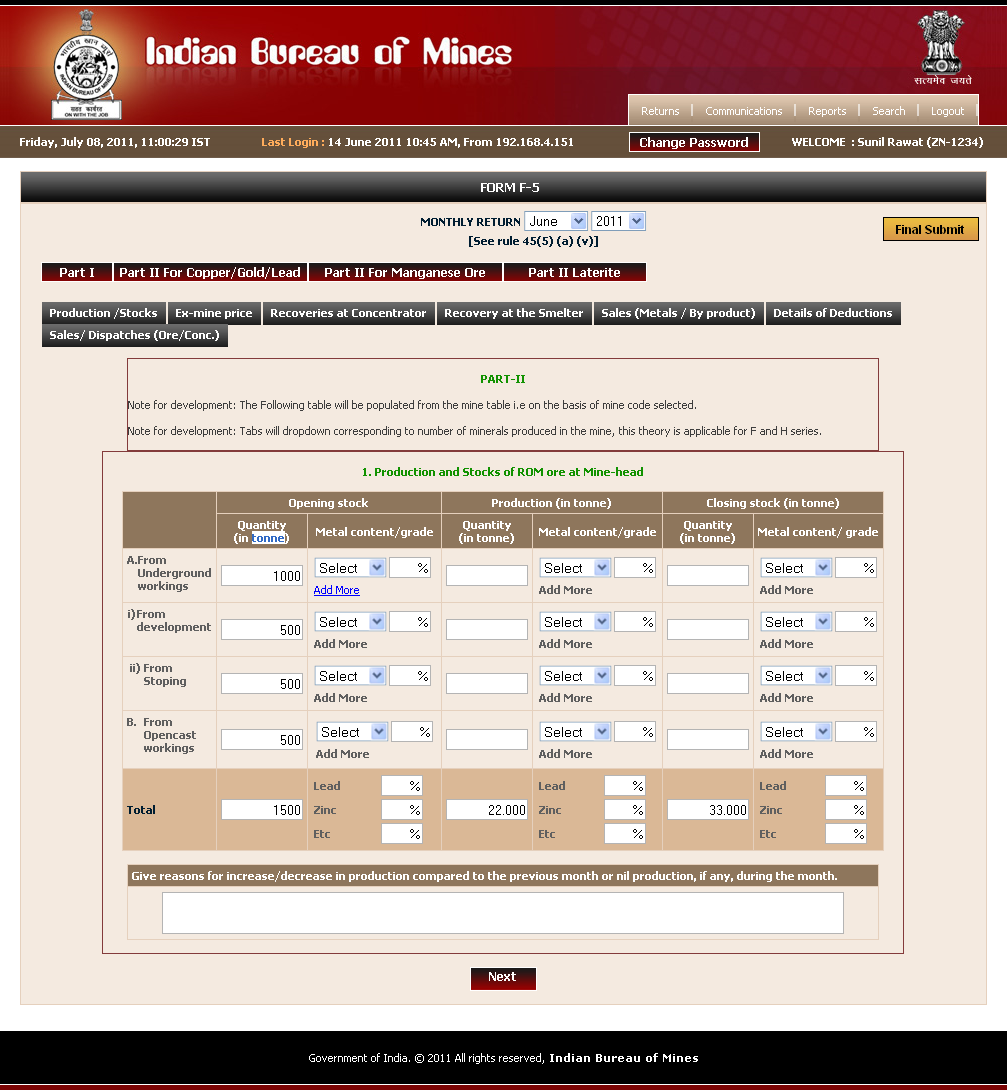 Indian Bureau of Mines
सत्यमेव जयते
ON WITH THE JOB
Returns | Communications | Reports | Search | Logout
Friday, July 08, 2011, 11:00:29 IST Last Login : 14 June 2011 10:45 AM, From 192.168.4.151 Change Password WELCOME : Sunil Rawat (ZN-1234)
FORM F-5
MONTHLY RETURN June 2011
[See rule 45(5) (a) (v)]
Final Submit
Part I Part II For Copper/Gold/Lead Part II For Manganese Ore Part II Laterite
Production /Stocks Ex-mine price Recoveries at Concentrator Recovery at the Smelter Sales (Metals / By product) Details of Deductions
Sales/ Dispatches (Ore/Conc.)
PART-II
Note for development: The Following table will be populated from the mine table i.e on the basis of mine code selected.
Note for development: Tabs will dropdown corresponding to number of minerals produced in the mine, this theory is applicable for F and H series.
1. Production and Stocks of ROM ore at Mine-head
Opening stock Production (in tonne) Closing stock (in tonne)
Quantity (in tonne) Metal content/grade Quantity (in tonne) Metal content/grade Quantity (in tonne) Metal content/ grade
A.From Underground workings 1000 Select % Select % Select %
Add More Add More Add More
i)From development 500 Select % Select % Select %
Add More Add More Add More
ii) From Stoping 500 Select % Select % Select %
Add More Add More Add More
B. From Opencast workings 500 Select % Select % Select %
Add More Add More Add More
Lead % Lead % Lead %
Total 1500 Zinc % 22.000 Zinc % 33.000 Zinc %
Etc % Etc % Etc %
Give reasons for increase/decrease in production compared to the previous month or nil production, if any, during the month.
Next
Government of India. © 2011 All rights reserved, Indian Bureau of Mines